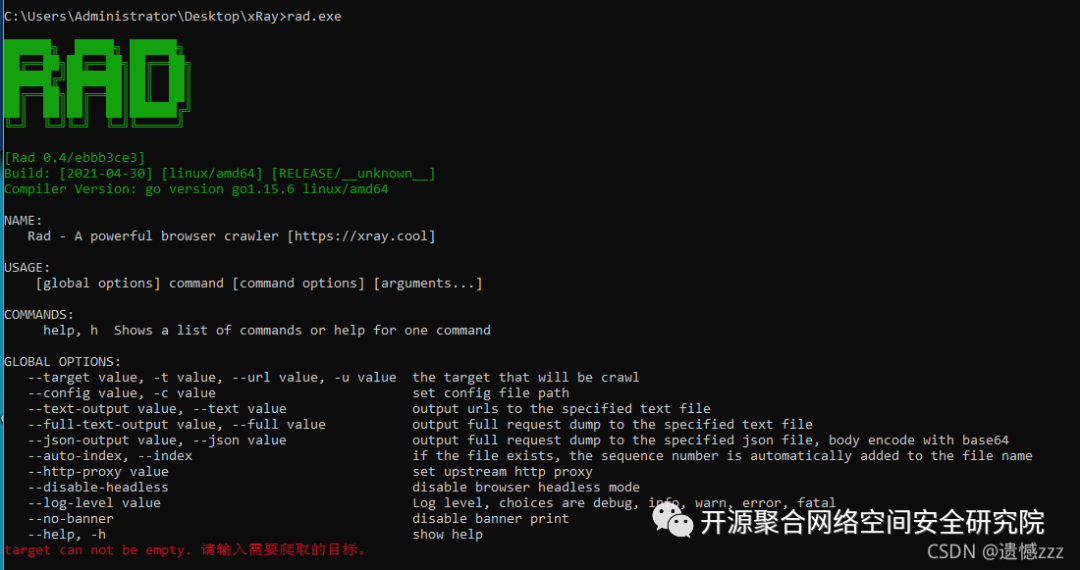 C:\Users\Administrator\Desktop\xRay>rad.exe
RAD
[Rad 0.4/ebbb3ce3]
Build: [2021-04-30] [linux/amd64] [RELEASE/__unknown__]
Compiler Version: go version go1.15.6 linux/amd64
NAME:
Rad - A powerful browser crawler [https://xray.cool]
USAGE:
[global options] command [command options] [arguments...]
COMMANDS:
help, h  Shows a list of commands or help for one command
GLOBAL OPTIONS:
--target value, -t value, --url value, -u value  the target that will be crawl
--config value, -c value  set config file path
--text-output value, --text value  output urls to the specified text file
--full-text-output value, --full value  output full request dump to the specified text file
--json-output value, --json value  output full request dump to the specified json file, body encode with base64
--auto-index, --index  if the file exists, the sequence number is automatically added to the file name
--http-proxy value  set upstream http proxy
--disable-headless  disable browser headless mode
--log-level value  Log level, choices are debug, info, warn, error, fatal
--no-banner  disable banner print
--help, -h  show help
target can not be empty. 请输入需要爬取的目标。
开源聚合网络空间安全研究院
CSDN @遗憾zzz